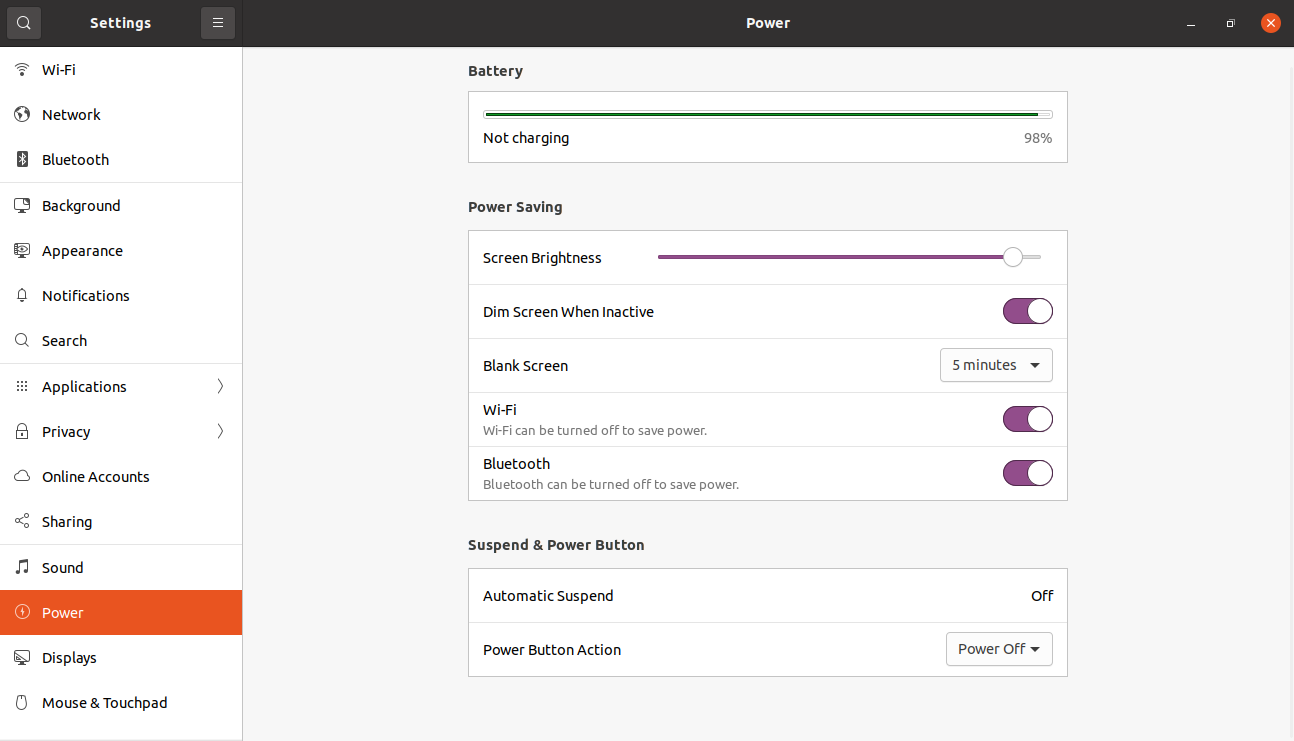 Settings
Power
Wi-Fi
Network
Bluetooth
Background
Appearance
Notifications
Search
Applications
Privacy
Online Accounts
Sharing
Sound
Power
Displays
Mouse & Touchpad
Battery
Not charging 98%
Power Saving
Screen Brightness
Dim Screen When Inactive
Blank Screen 5 minutes
Wi-Fi
Wi-Fi can be turned off to save power.
Bluetooth
Bluetooth can be turned off to save power.
Suspend & Power Button
Automatic Suspend Off
Power Button Action Power Off